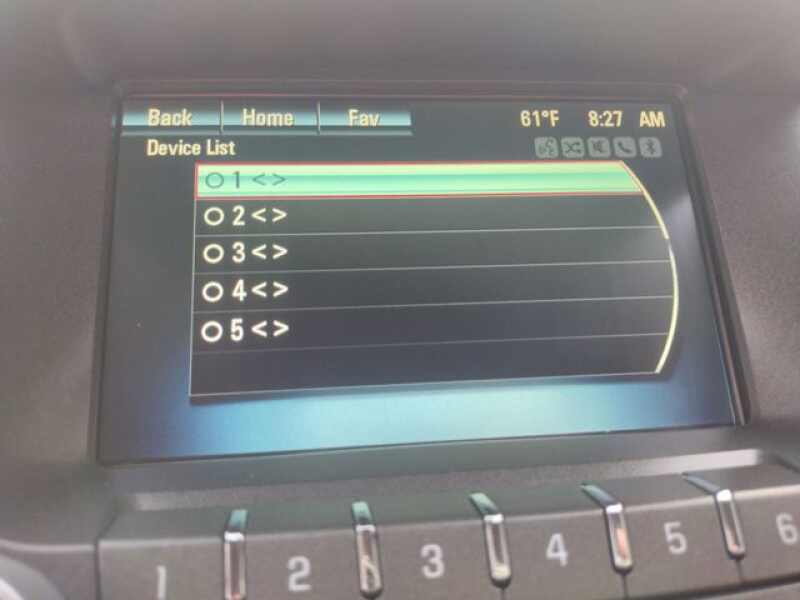 Back Home Fav 61°F 8:27 AM
Device List
1 < >
2 < >
3 < >
4 < >
5 < >
1 2 3 4 5 6